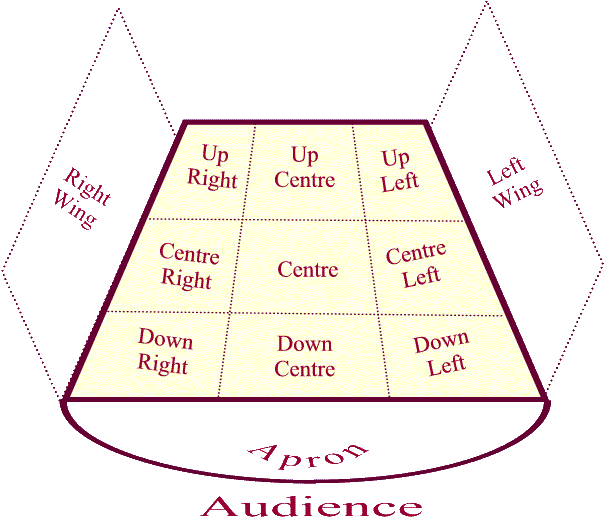 Up
Right
Up
Centre
Up
Left
Right
Wing
Left
Wing
Centre
Right
Centre
Centre
Left
Down
Right
Down
Centre
Down
Left
Apron
Audience